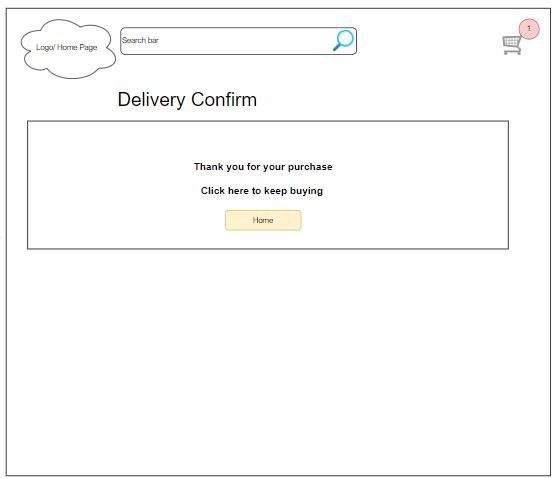 Logo/ Home Page
Search bar
1
Delivery Confirm
Thank you for your purchase
Click here to keep buying
Home